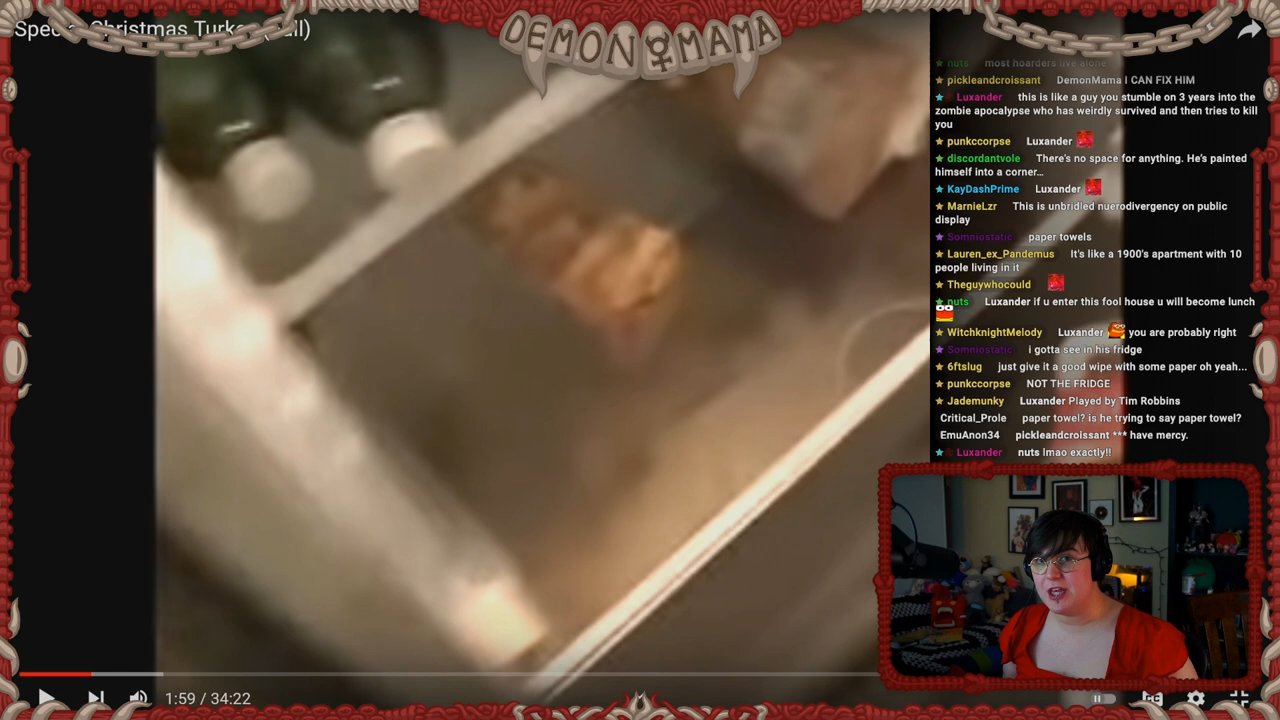 Spec Christmas Turk ll)
DEMON MAMA
nuts most hoarders live alone
pickleandcroissant DemonMama I CAN FIX HIM
Luxander this is like a guy you stumble on 3 years into the
zombie apocalypse who has weirdly survived and then tries to kill
you
punkccorpse Luxander
discordantvole There's no space for anything. He's painted
himself into a corner…
KayDashPrime Luxander
MarnieLzr This is unbridled nuerodivergency on public
display
Somniostatic paper towels
Lauren_ex_Pandemus It's like a 1900's apartment with 10
people living in it
Theguywhocould
nuts Luxander if u enter this fool house u will become lunch
WitchknightMelody Luxander you are probably right
Somniostatic i gotta see in his fridge
6ftslug just give it a good wipe with some paper oh yeah...
punkccorpse NOT THE FRIDGE
Jademunky Luxander Played by Tim Robbins
Critical_Prole paper towel? is he trying to say paper towel?
EmuAnon34 pickleandcroissant *** have mercy.
Luxander nuts lmao exactly!!
1:59 / 34:22
CC